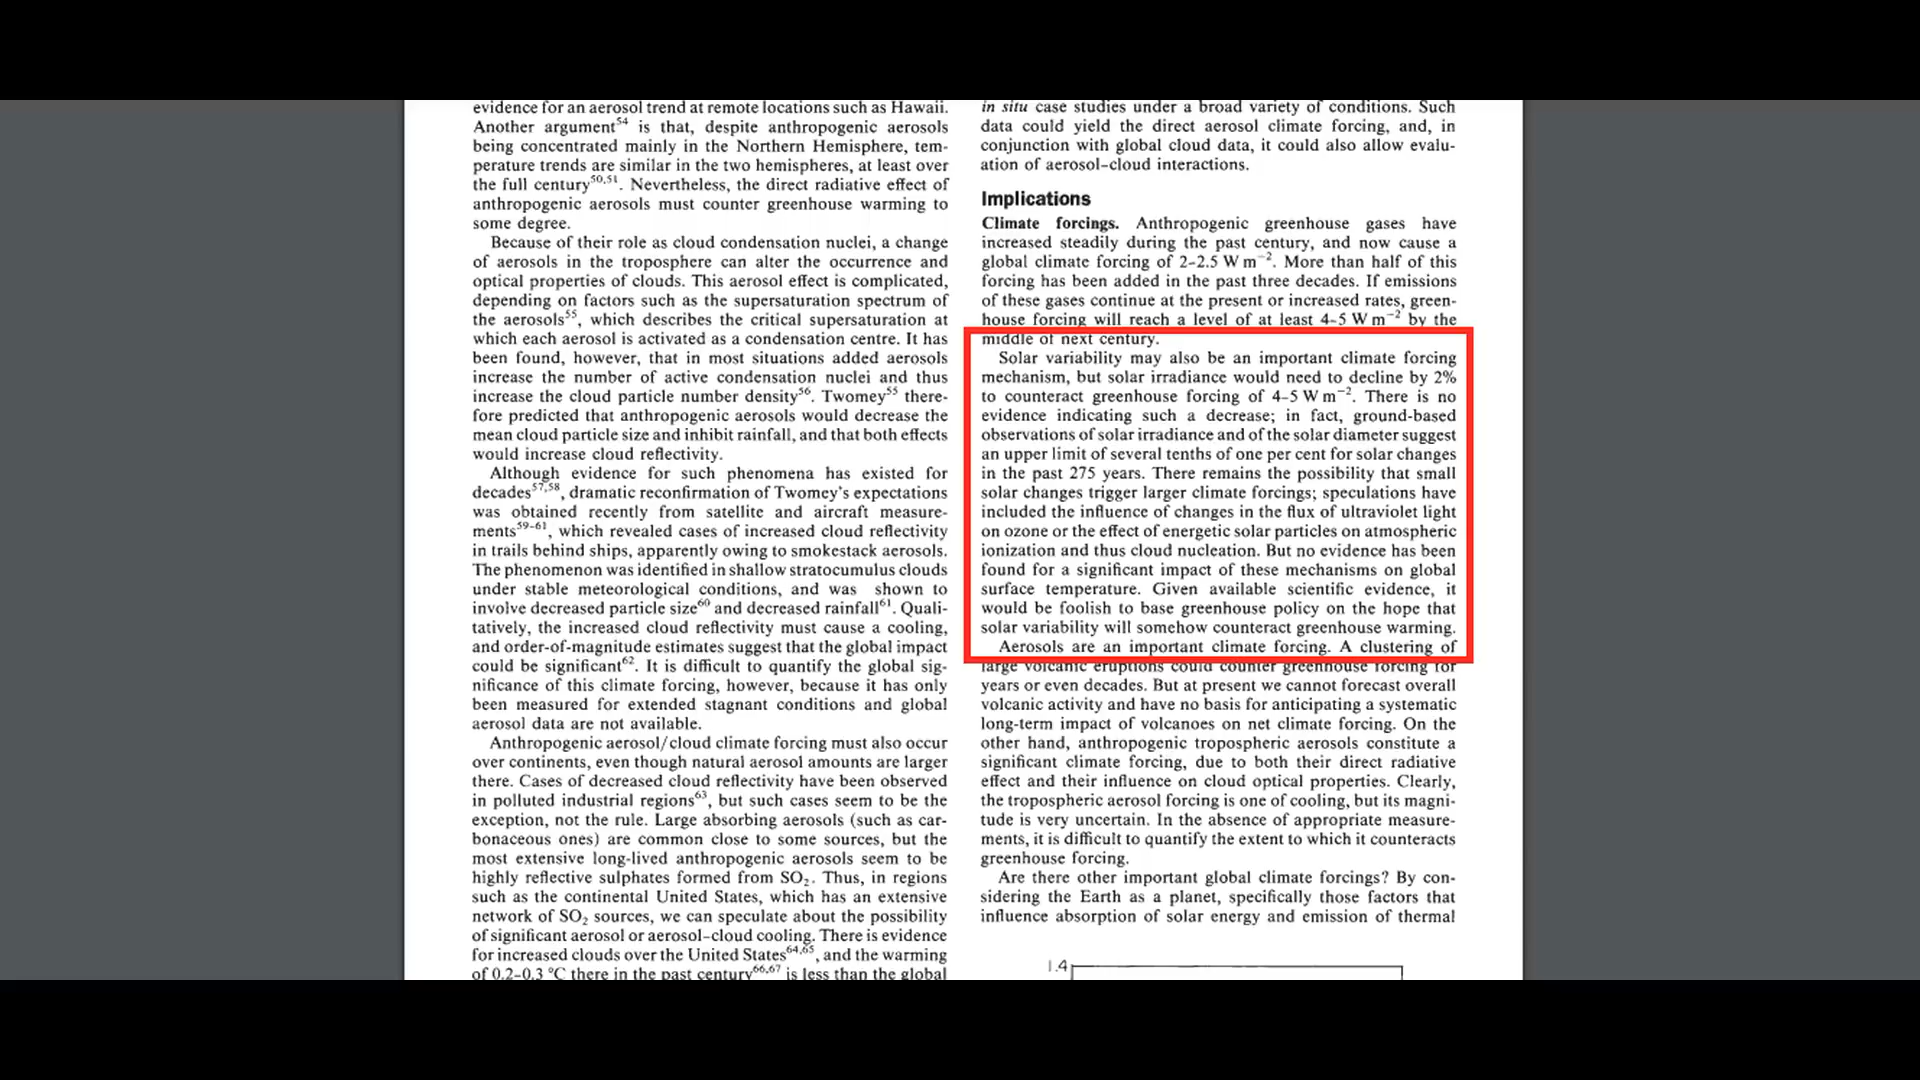 evidence for an aerosol trend at remote locations such as Hawaii.
Another argument⁵⁴ is that, despite anthropogenic aerosols
being concentrated mainly in the Northern Hemisphere, tem-
perature trends are similar in the two hemispheres, at least over
the full century⁵⁰,⁵¹. Nevertheless, the direct radiative effect of
anthropogenic aerosols must counter greenhouse warming to
some degree.
Because of their role as cloud condensation nuclei, a change
of aerosols in the troposphere can alter the occurrence and
optical properties of clouds. This aerosol effect is complicated,
depending on factors such as the supersaturation spectrum of
the aerosols⁵⁵, which describes the critical supersaturation at
which each aerosol is activated as a condensation centre. It has
been found, however, that in most situations added aerosols
increase the number of active condensation nuclei and thus
increase the cloud particle number density⁵⁶. Twomey⁵⁵ there-
fore predicted that anthropogenic aerosols would decrease the
mean cloud particle size and inhibit rainfall, and that both effects
would increase cloud reflectivity.
Although evidence for such phenomena has existed for
decades⁵⁷,⁵⁸, dramatic reconfirmation of Twomey's expectations
was obtained recently from satellite and aircraft measure-
ments⁵⁹⁻⁶¹, which revealed cases of increased cloud reflectivity
in trails behind ships, apparently owing to smokestack aerosols.
The phenomenon was identified in shallow stratocumulus clouds
under stable meteorological conditions, and was shown to
involve decreased particle size⁶⁰ and decreased rainfall⁶¹. Quali-
tatively, the increased cloud reflectivity must cause a cooling,
and order-of-magnitude estimates suggest that the global impact
could be significant⁶². It is difficult to quantify the global sig-
nificance of this climate forcing, however, because it has only
been measured for extended stagnant conditions and global
aerosol data are not available.
Anthropogenic aerosol/cloud climate forcing must also occur
over continents, even though natural aerosol amounts are larger
there. Cases of decreased cloud reflectivity have been observed
in polluted industrial regions⁶³, but such cases seem to be the
exception, not the rule. Large absorbing aerosols (such as car-
bonaceous ones) are common close to some sources, but the
most extensive long-lived anthropogenic aerosols seem to be
highly reflective sulphates formed from SO₂. Thus, in regions
such as the continental United States, which has an extensive
network of SO₂ sources, we can speculate about the possibility
of significant aerosol or aerosol-cloud cooling. There is evidence
for increased clouds over the United States⁶⁴,⁶⁵, and the warming
of 0.2-0.3 °C there in the past century⁶⁶,⁶⁷ is less than the global
in situ case studies under a broad variety of conditions. Such
data could yield the direct aerosol climate forcing, and, in
conjunction with global cloud data, it could also allow evalu-
ation of aerosol-cloud interactions.
Implications
Climate forcings. Anthropogenic greenhouse gases have
increased steadily during the past century, and now cause a
global climate forcing of 2-2.5 W m⁻². More than half of this
forcing has been added in the past three decades. If emissions
of these gases continue at the present or increased rates, green-
house forcing will reach a level of at least 4-5 W m⁻² by the
middle of next century.
Solar variability may also be an important climate forcing
mechanism, but solar irradiance would need to decline by 2%
to counteract greenhouse forcing of 4-5 W m⁻². There is no
evidence indicating such a decrease; in fact, ground-based
observations of solar irradiance and of the solar diameter suggest
an upper limit of several tenths of one per cent for solar changes
in the past 275 years. There remains the possibility that small
solar changes trigger larger climate forcings; speculations have
included the influence of changes in the flux of ultraviolet light
on ozone or the effect of energetic solar particles on atmospheric
ionization and thus cloud nucleation. But no evidence has been
found for a significant impact of these mechanisms on global
surface temperature. Given available scientific evidence, it
would be foolish to base greenhouse policy on the hope that
solar variability will somehow counteract greenhouse warming.
Aerosols are an important climate forcing. A clustering of
large volcanic eruptions could counter greenhouse forcing for
years or even decades. But at present we cannot forecast overall
volcanic activity and have no basis for anticipating a systematic
long-term impact of volcanoes on net climate forcing. On the
other hand, anthropogenic tropospheric aerosols constitute a
significant climate forcing, due to both their direct radiative
effect and their influence on cloud optical properties. Clearly,
the tropospheric aerosol forcing is one of cooling, but its magni-
tude is very uncertain. In the absence of appropriate measure-
ments, it is difficult to quantify the extent to which it counteracts
greenhouse forcing.
Are there other important global climate forcings? By con-
sidering the Earth as a planet, specifically those factors that
influence absorption of solar energy and emission of thermal
1.4